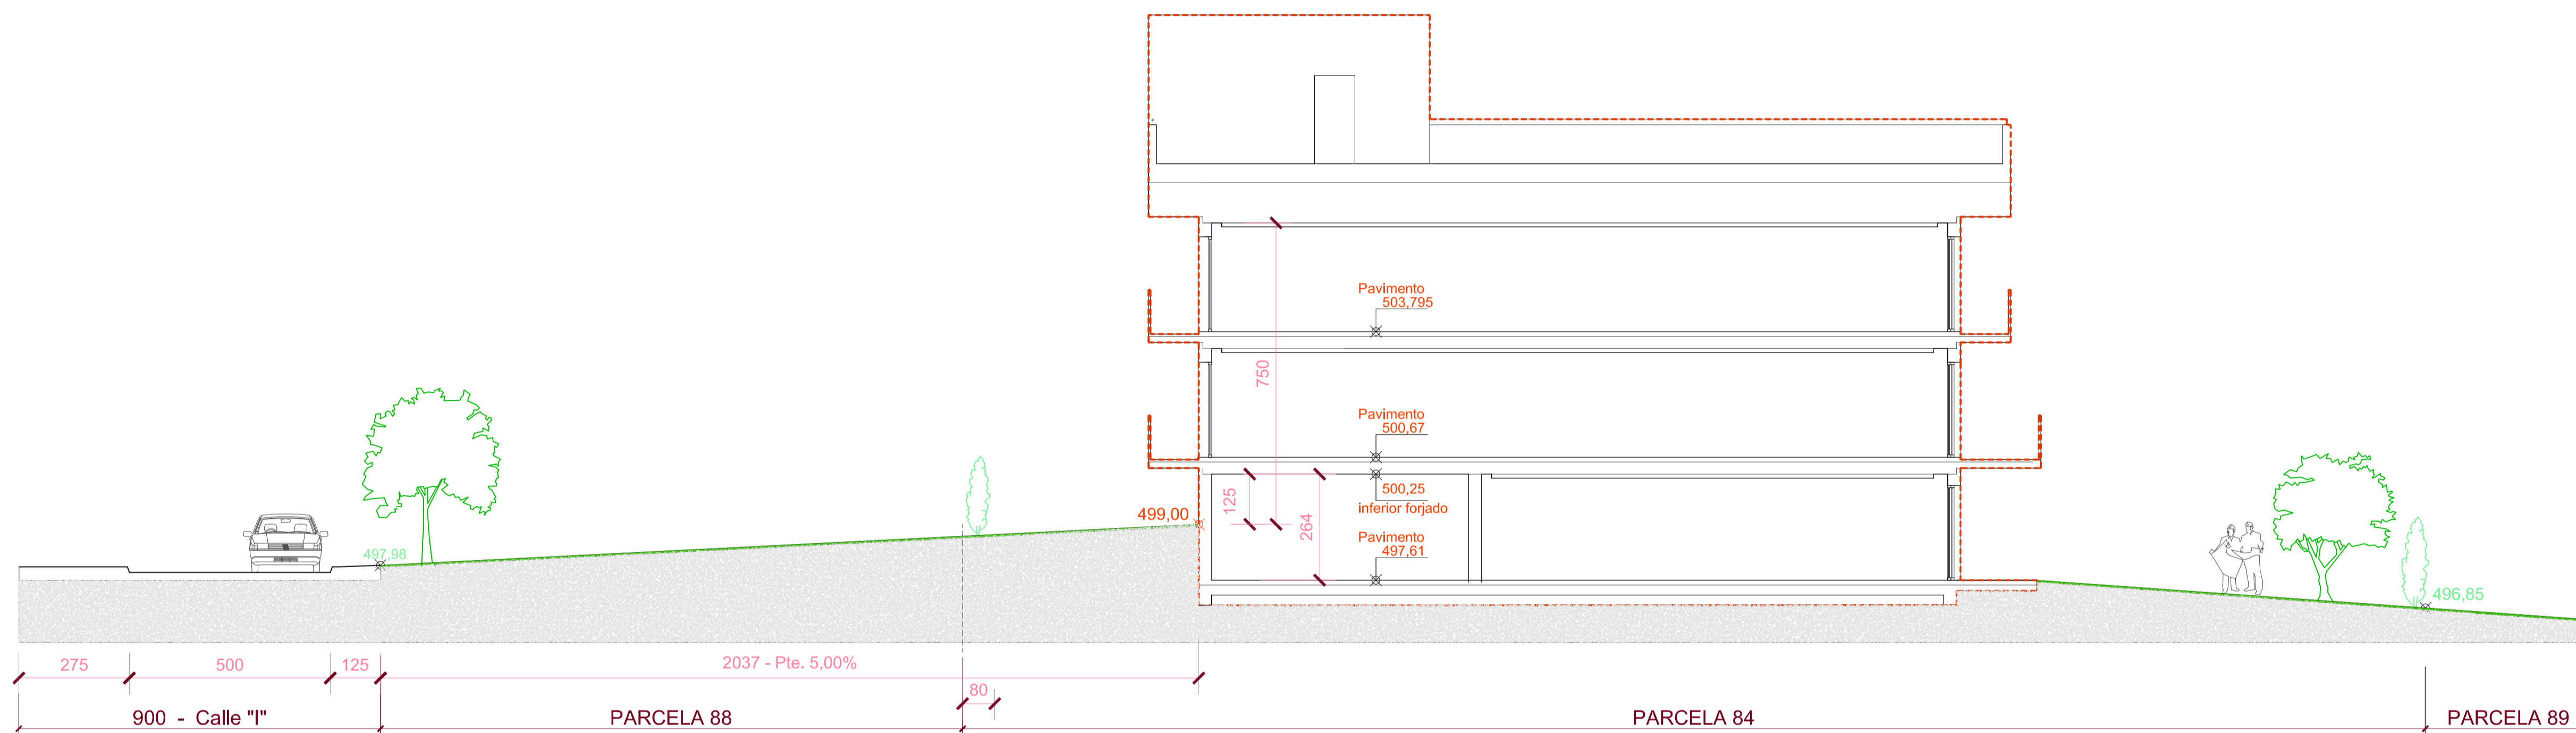 Pavimento
503,795
750
Pavimento
500,67
125
264
500,25
inferior forjado
499,00
Pavimento
497,61
497,98
496,85
275
500
125
2037 - Pte. 5,00%
80
900 - Calle "I"
PARCELA 88
PARCELA 84
PARCELA 89